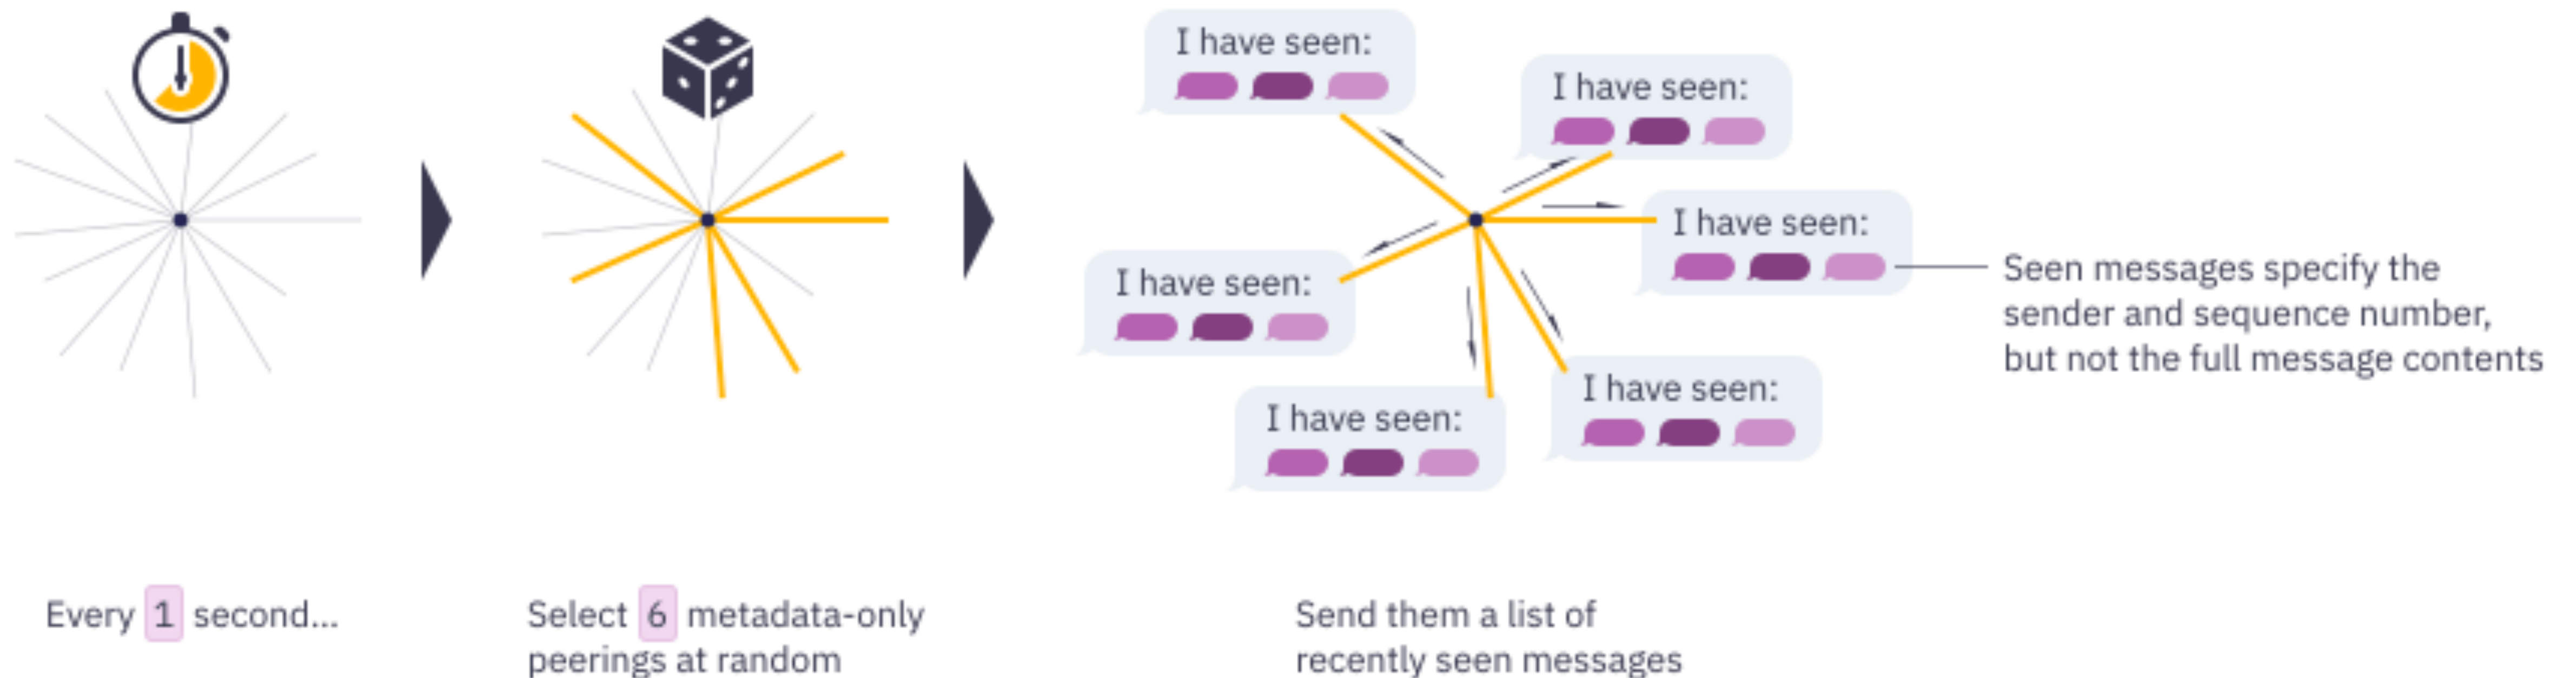 I have seen:
I have seen:
I have seen:
I have seen:
I have seen:
I have seen:
Seen messages specify the
sender and sequence number,
but not the full message contents
Every 1 second...
Select 6 metadata-only
peerings at random
Send them a list of
recently seen messages